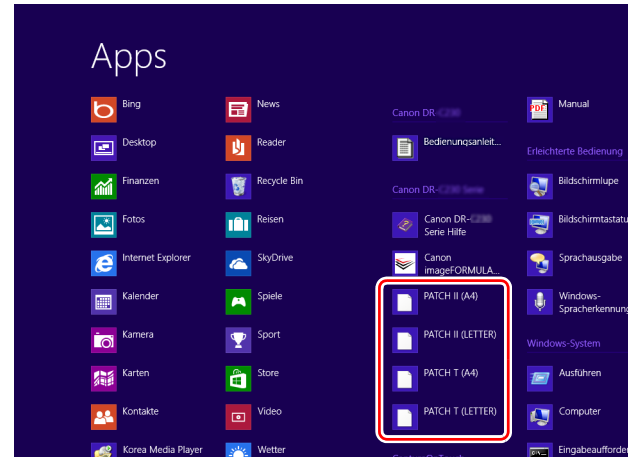 Apps
Bing
Desktop
Finanzen
Fotos
Internet Explorer
Kalender
Kamera
Karten
Kontakte
Korea Media Player
News
Reader
Recycle Bin
Reisen
SkyDrive
Spiele
Sport
Store
Video
Wetter
Canon DR-
Bedienungsanleit...
Canon DR-
Canon DR-
Serie Hilfe
Canon
imageFORMULA...
PATCH II (A4)
PATCH II (LETTER)
PATCH T (A4)
PATCH T (LETTER)
PDF
Manual
Erleichterte Bedienung
Bildschirmlupe
Bildschirmtastatu
Sprachausgabe
Windows-
Spracherkennung
Windows-System
Ausführen
Computer
Eingabeaufforder